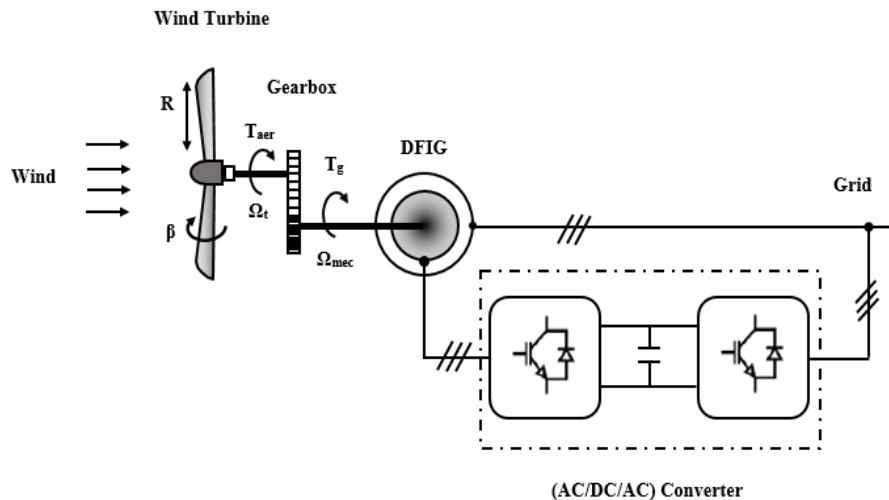 Wind Turbine
Gearbox
R
T_aer
DFIG
T_g
Wind
Grid
β
Ω_t
Ω_mec
(AC/DC/AC) Converter